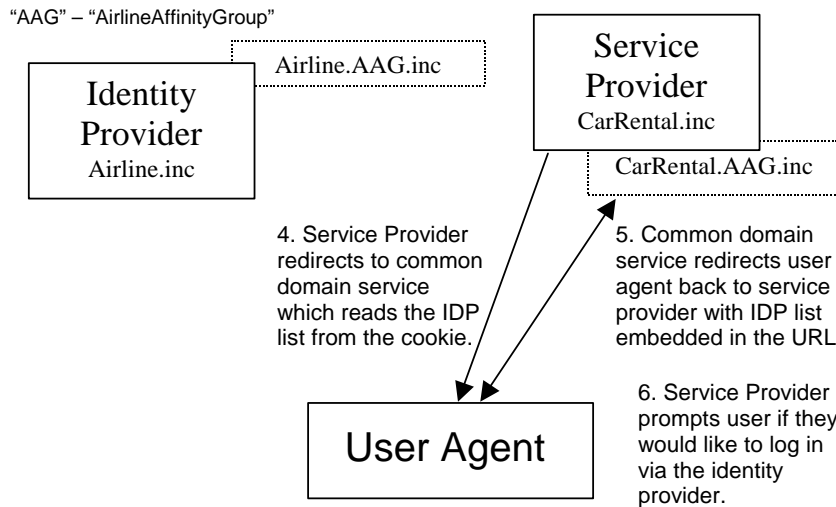 “AAG” – “AirlineAffinityGroup”
Airline.AAG.inc
Identity
Provider
Airline.inc
Service
Provider
CarRental.inc
CarRental.AAG.inc
4. Service Provider
redirects to common
domain service
which reads the IDP
list from the cookie.
5. Common domain
service redirects user
agent back to service
provider with IDP list
embedded in the URL
6. Service Provider
prompts user if they
would like to log in
via the identity
provider.
User Agent